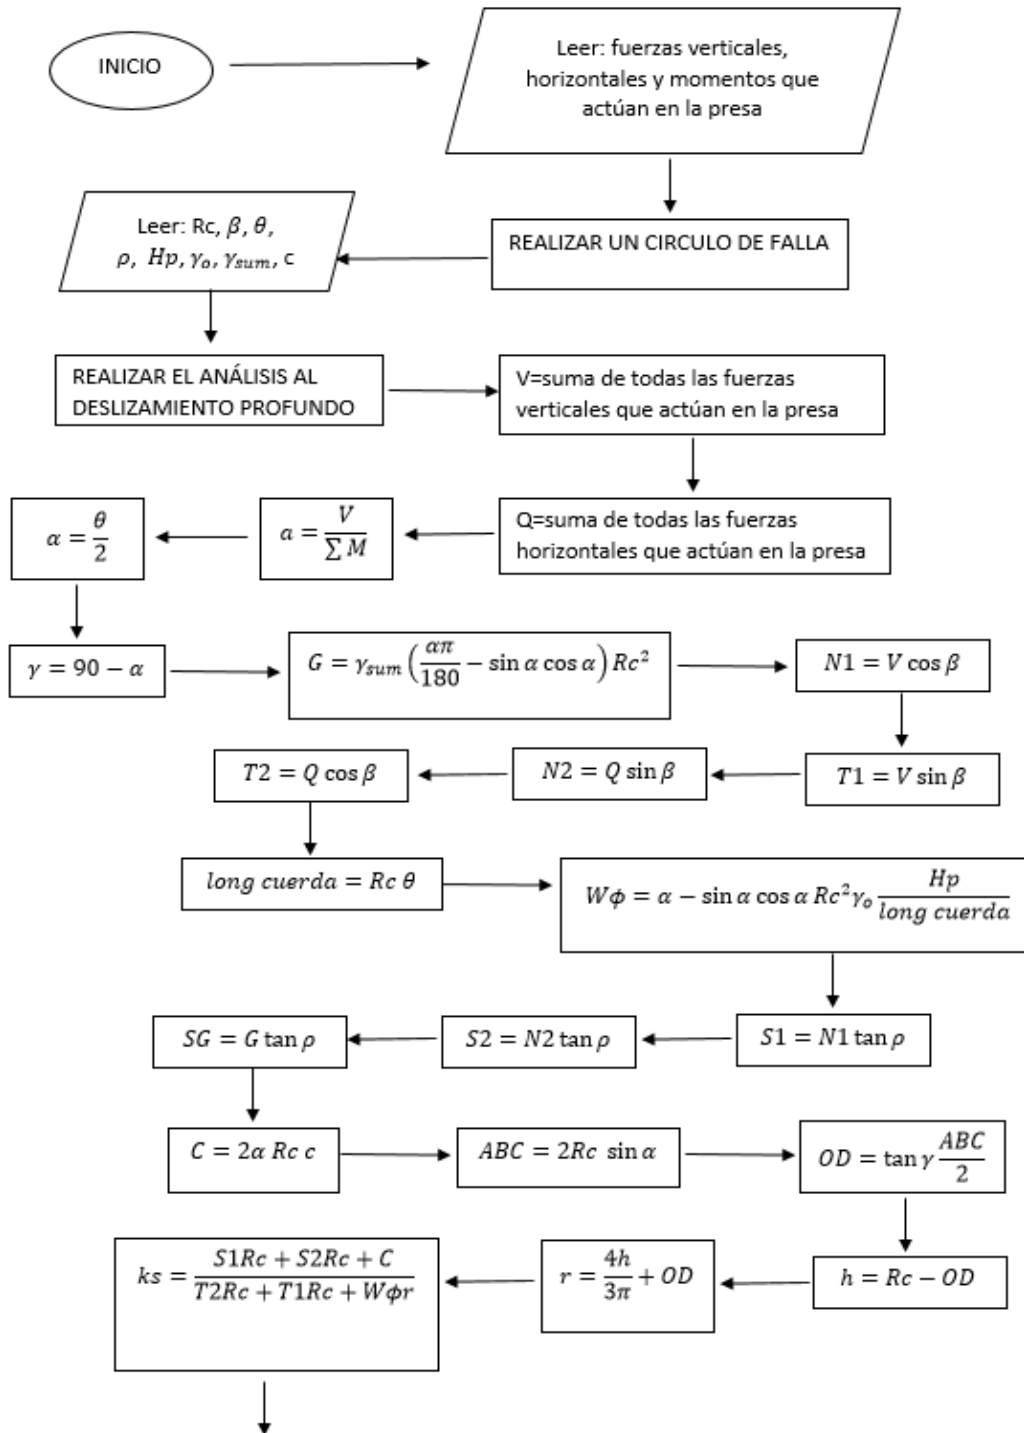 INICIO
Leer: fuerzas verticales,
horizontales y momentos que
actúan en la presa
REALIZAR UN CIRCULO DE FALLA
Leer: Rc, β, θ,
ρ, Hp, γₒ, γ_sum, c
REALIZAR EL ANÁLISIS AL
DESLIZAMIENTO PROFUNDO
V=suma de todas las fuerzas
verticales que actúan en la presa
Q=suma de todas las fuerzas
horizontales que actúan en la presa
a = V / ∑ M
α = θ / 2
γ = 90 − α
G = γ_sum (απ / 180 − sin α cos α) Rc²
N1 = V cos β
T1 = V sin β
N2 = Q sin β
T2 = Q cos β
long cuerda = Rc θ
Wϕ = α − sin α cos α Rc² γₒ Hp / long cuerda
S1 = N1 tan ρ
S2 = N2 tan ρ
SG = G tan ρ
C = 2α Rc c
ABC = 2Rc sin α
OD = tan γ ABC / 2
h = Rc − OD
r = 4h / 3π + OD
ks = S1Rc + S2Rc + C / T2Rc + T1Rc + Wϕr